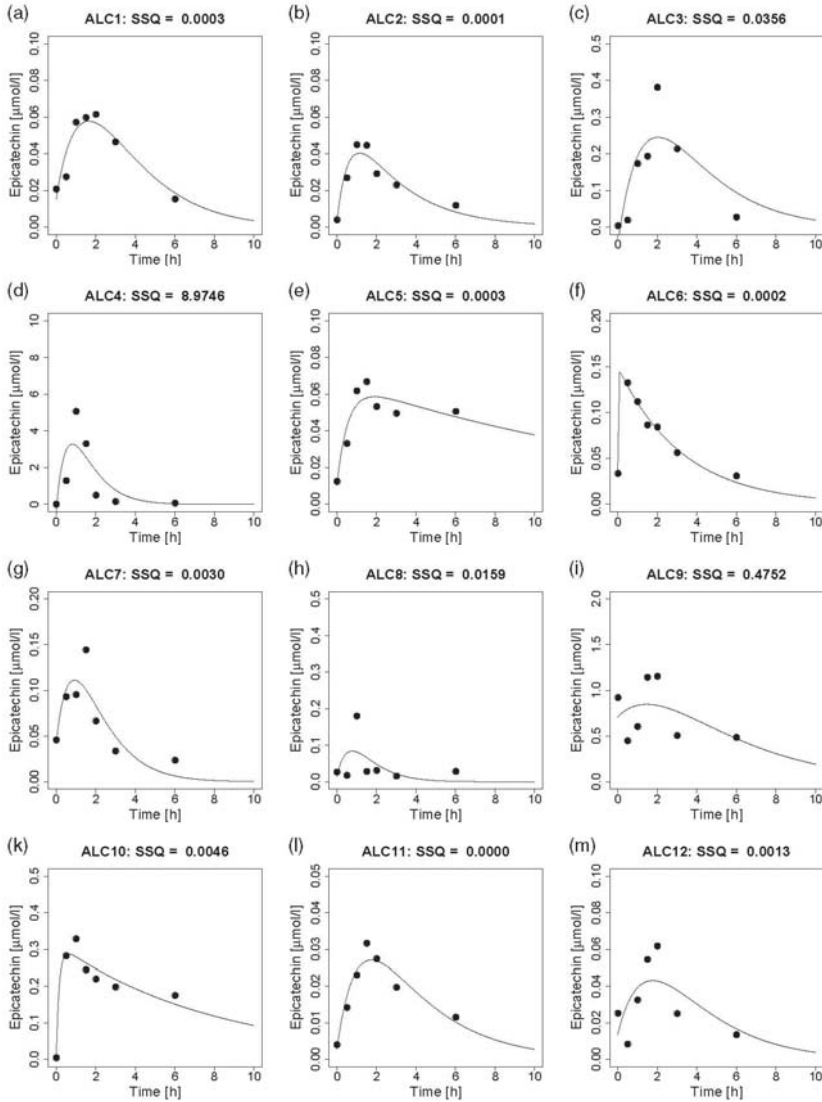 (a) ALC1: SSQ = 0.0003
Epicatechin [µmol/l]
0.00 0.02 0.04 0.06 0.08 0.10
0 2 4 6 8 10
Time [h]
(b) ALC2: SSQ = 0.0001
Epicatechin [µmol/l]
0.00 0.02 0.04 0.06 0.08 0.10
0 2 4 6 8 10
Time [h]
(c) ALC3: SSQ = 0.0356
Epicatechin [µmol/l]
0.0 0.1 0.2 0.3 0.4 0.5
0 2 4 6 8 10
Time [h]
(d) ALC4: SSQ = 8.9746
Epicatechin [µmol/l]
0 2 4 6 8 10
0 2 4 6 8 10
Time [h]
(e) ALC5: SSQ = 0.0003
Epicatechin [µmol/l]
0.00 0.02 0.04 0.06 0.08 0.10
0 2 4 6 8 10
Time [h]
(f) ALC6: SSQ = 0.0002
Epicatechin [µmol/l]
0.00 0.05 0.10 0.15 0.20
0 2 4 6 8 10
Time [h]
(g) ALC7: SSQ = 0.0030
Epicatechin [µmol/l]
0.00 0.05 0.10 0.15 0.20
0 2 4 6 8 10
Time [h]
(h) ALC8: SSQ = 0.0159
Epicatechin [µmol/l]
0.0 0.1 0.2 0.3 0.4 0.5
0 2 4 6 8 10
Time [h]
(i) ALC9: SSQ = 0.4752
Epicatechin [µmol/l]
0.0 0.5 1.0 1.5 2.0
0 2 4 6 8 10
Time [h]
(k) ALC10: SSQ = 0.0046
Epicatechin [µmol/l]
0.0 0.1 0.2 0.3 0.4 0.5
0 2 4 6 8 10
Time [h]
(l) ALC11: SSQ = 0.0000
Epicatechin [µmol/l]
0.00 0.01 0.02 0.03 0.04 0.05
0 2 4 6 8 10
Time [h]
(m) ALC12: SSQ = 0.0013
Epicatechin [µmol/l]
0.00 0.02 0.04 0.06 0.08 0.10
0 2 4 6 8 10
Time [h]